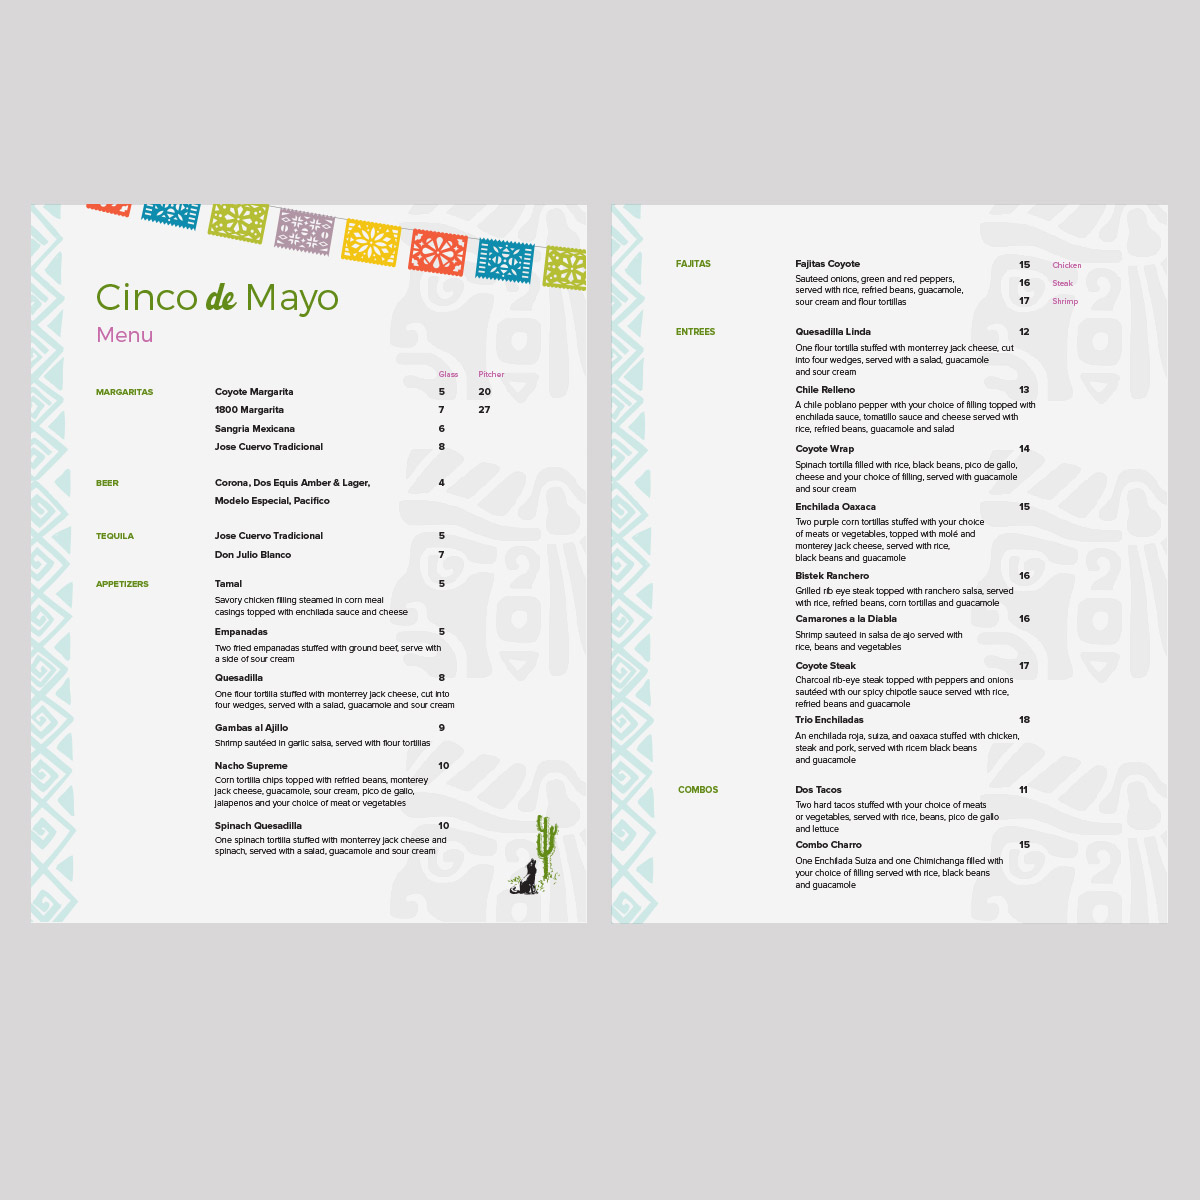 Cinco de Mayo
Menu
Glass Pitcher
MARGARITAS Coyote Margarita 5 20
1800 Margarita 7 27
Sangria Mexicana 6
Jose Cuervo Tradicional 8
BEER Corona, Dos Equis Amber & Lager, 4
Modelo Especial, Pacifico
TEQUILA Jose Cuervo Tradicional 5
Don Julio Blanco 7
APPETIZERS Tamal 5
Savory chicken filling steamed in corn meal
casings topped with enchilada sauce and cheese
Empanadas 5
Two fried empanadas stuffed with ground beef, serve with
a side of sour cream
Quesadilla 8
One flour tortilla stuffed with monterrey jack cheese, cut into
four wedges, served with a salad, guacamole and sour cream
Gambas al Ajillo 9
Shrimp sautéed in garlic salsa, served with flour tortillas
Nacho Supreme 10
Corn tortilla chips topped with refried beans, monterey
jack cheese, guacamole, sour cream, pico de gallo,
jalapenos and your choice of meat or vegetables
Spinach Quesadilla 10
One spinach tortilla stuffed with monterrey jack cheese and
spinach, served with a salad, guacamole and sour cream
FAJITAS Fajitas Coyote 15 Chicken
Sauteed onions, green and red peppers, 16 Steak
served with rice, refried beans, guacamole,
sour cream and flour tortillas 17 Shrimp
ENTREES Quesadilla Linda 12
One flour tortilla stuffed with monterrey jack cheese, cut
into four wedges, served with a salad, guacamole
and sour cream
Chile Relleno 13
A chile poblano pepper with your choice of filling topped with
enchilada sauce, tomatillo sauce and cheese served with
rice, refried beans, guacamole and salad
Coyote Wrap 14
Spinach tortilla filled with rice, black beans, pico de gallo,
cheese and your choice of filling, served with guacamole
and sour cream
Enchilada Oaxaca 15
Two purple corn tortillas stuffed with your choice
of meats or vegetables, topped with molé and
monterey jack cheese, served with rice,
black beans and guacamole
Bistek Ranchero 16
Grilled rib eye steak topped with ranchero salsa, served
with rice, refried beans, corn tortillas and guacamole
Camarones a la Diabla 16
Shrimp sauteed in salsa de ajo served with
rice, beans and vegetables
Coyote Steak 17
Charcoal rib-eye steak topped with peppers and onions
sautéed with our spicy chipotle sauce served with rice,
refried beans and guacamole
Trio Enchiladas 18
An enchilada roja, suiza, and oaxaca stuffed with chicken,
steak and pork, served with ricem black beans
and guacamole
COMBOS Dos Tacos 11
Two hard tacos stuffed with your choice of meats
or vegetables, served with rice, beans, pico de gallo
and lettuce
Combo Charro 15
One Enchilada Suiza and one Chimichanga filled with
your choice of filling served with rice, black beans
and guacamole